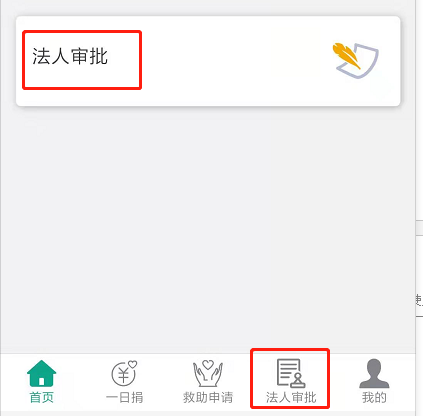 法人审批
首页
一日捐
救助申请
法人审批
我的